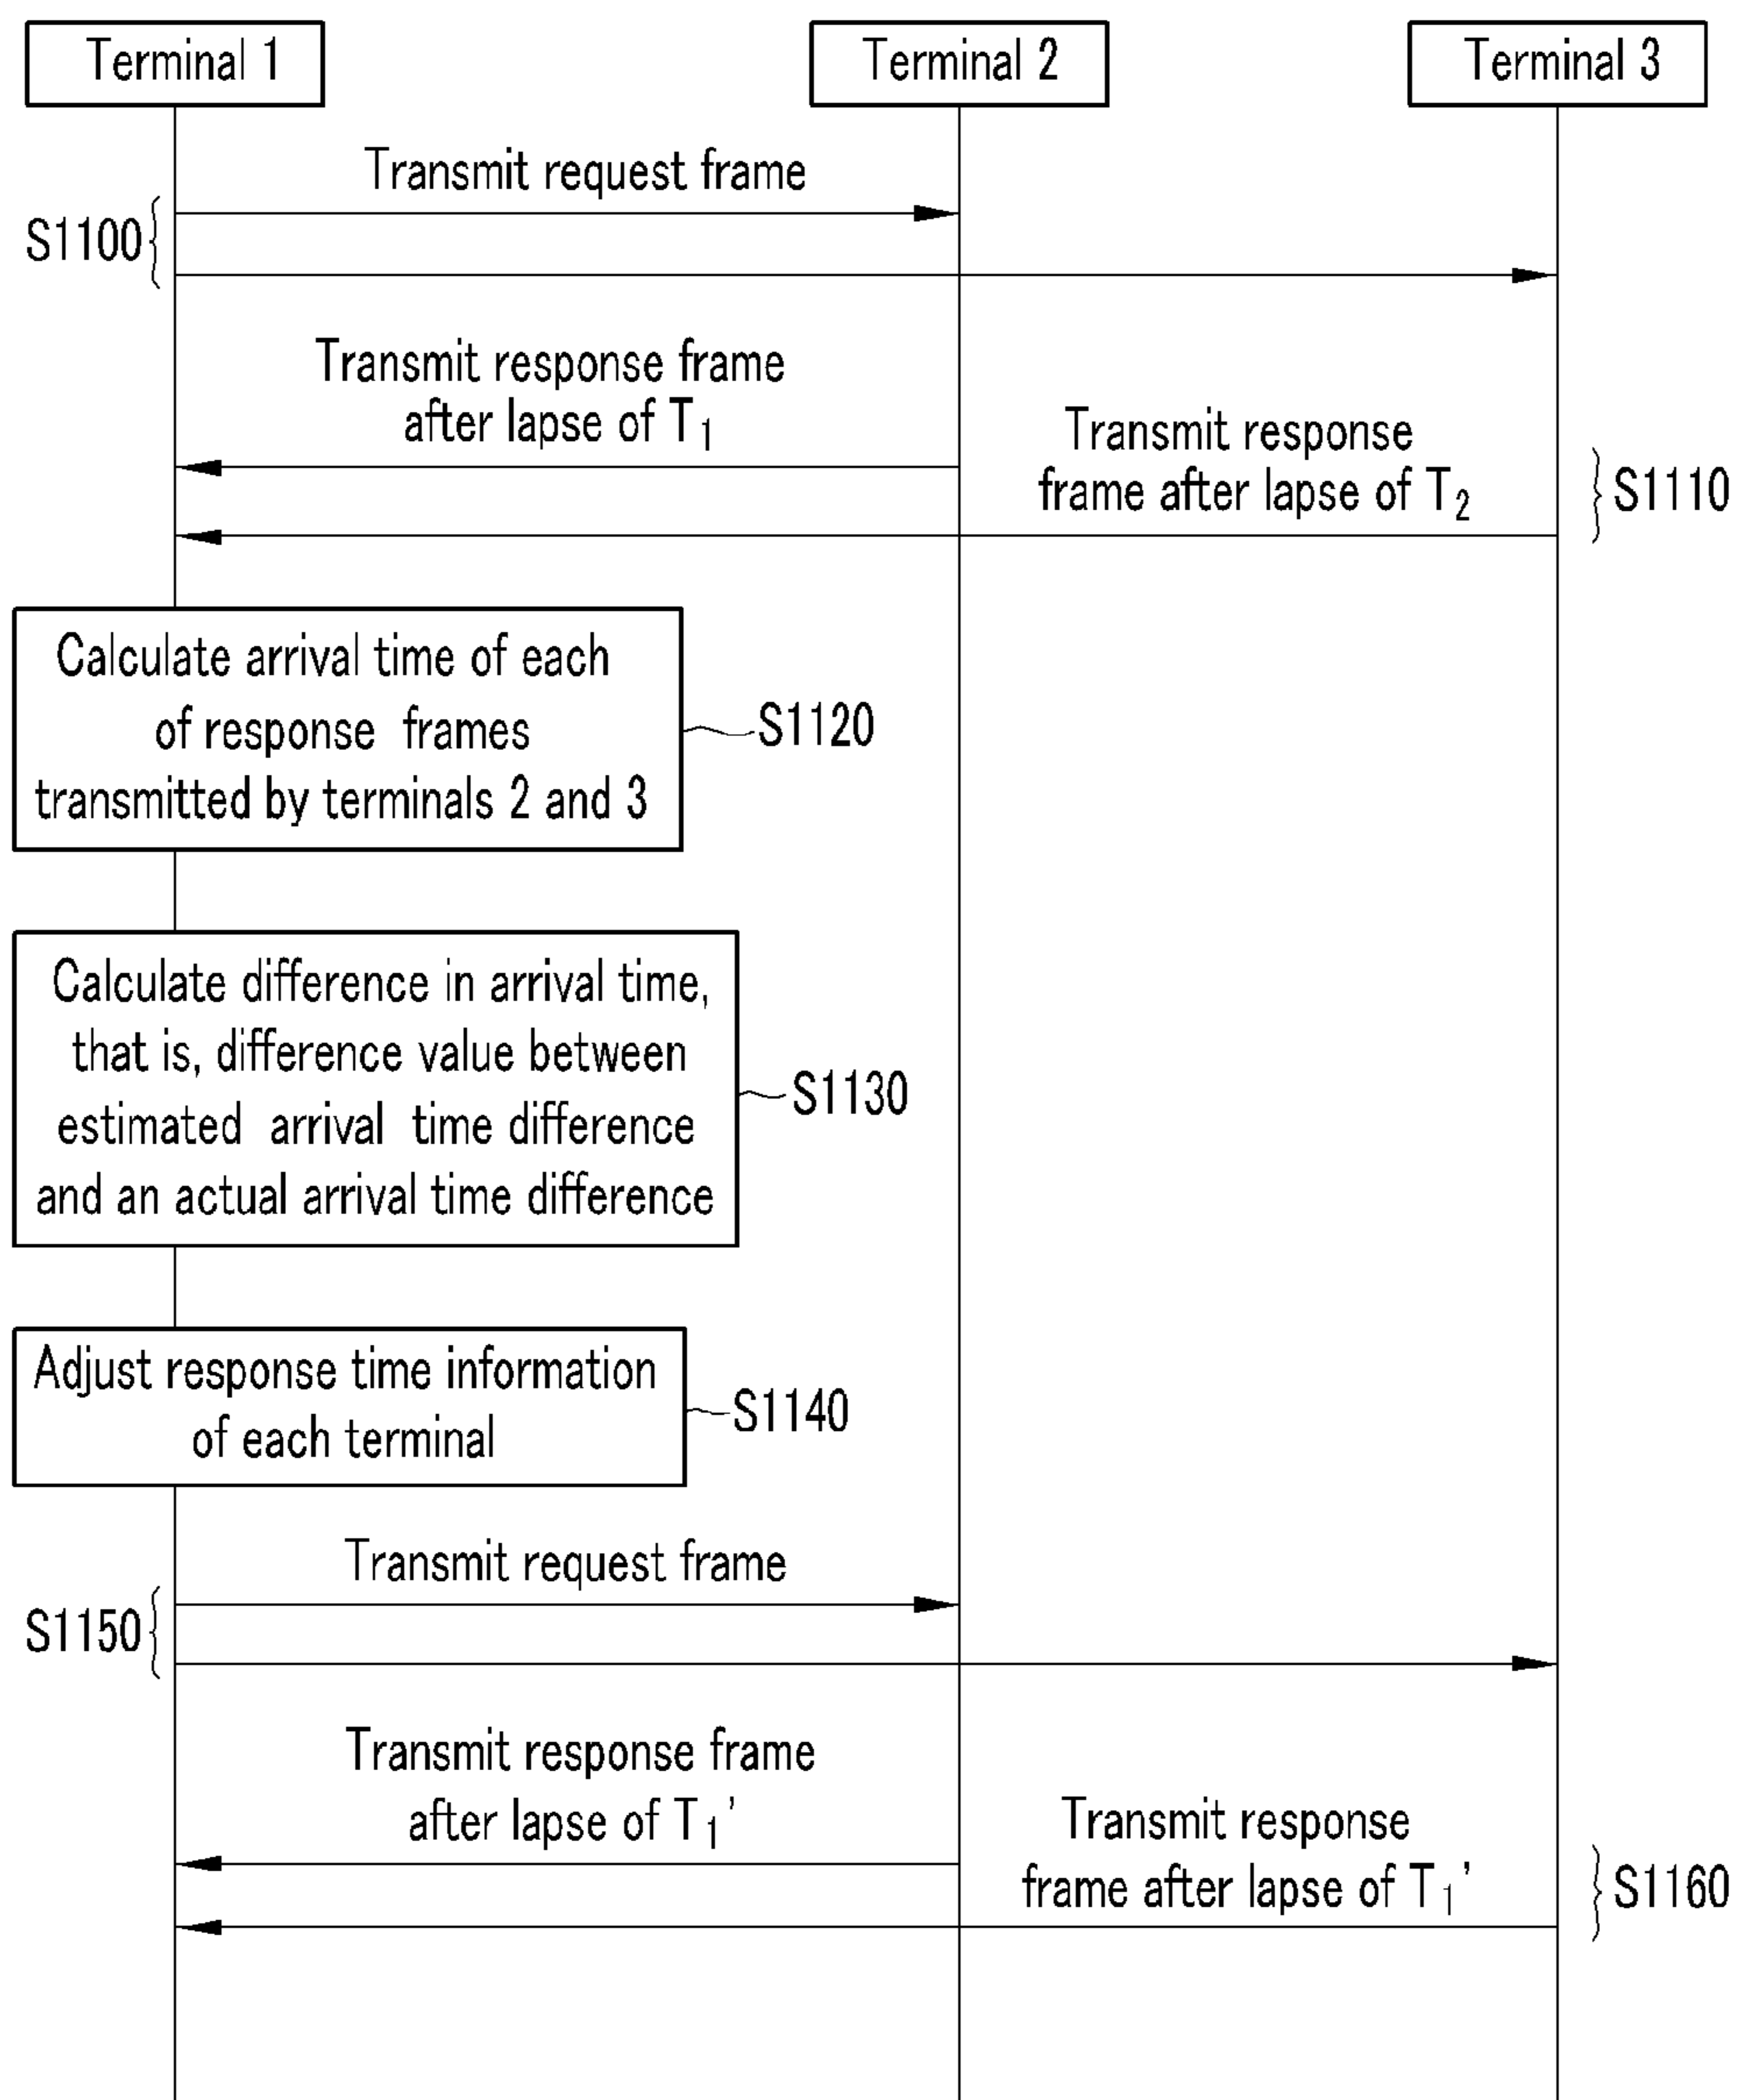 Terminal 1
Terminal 2
Terminal 3
Transmit request frame
S1100
Transmit response frame
after lapse of T1
Transmit response
frame after lapse of T2
S1110
Calculate arrival time of each
of response frames
transmitted by terminals 2 and 3
S1120
Calculate difference in arrival time,
that is, difference value between
estimated arrival time difference
and an actual arrival time difference
S1130
Adjust response time information
of each terminal
S1140
Transmit request frame
S1150
Transmit response frame
after lapse of T1'
Transmit response
frame after lapse of T1'
S1160